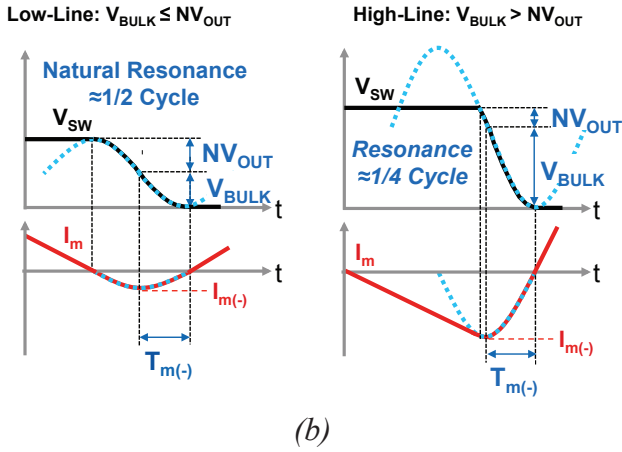 Low-Line: VBULK ≤ NVOUT
Natural Resonance
≈1/2 Cycle
VSW
NVOUT
VBULK
t
Im
t
Im(-)
Tm(-)
High-Line: VBULK > NVOUT
VSW
NVOUT
Resonance
≈1/4 Cycle
VBULK
t
Im
t
Im(-)
Tm(-)
(b)